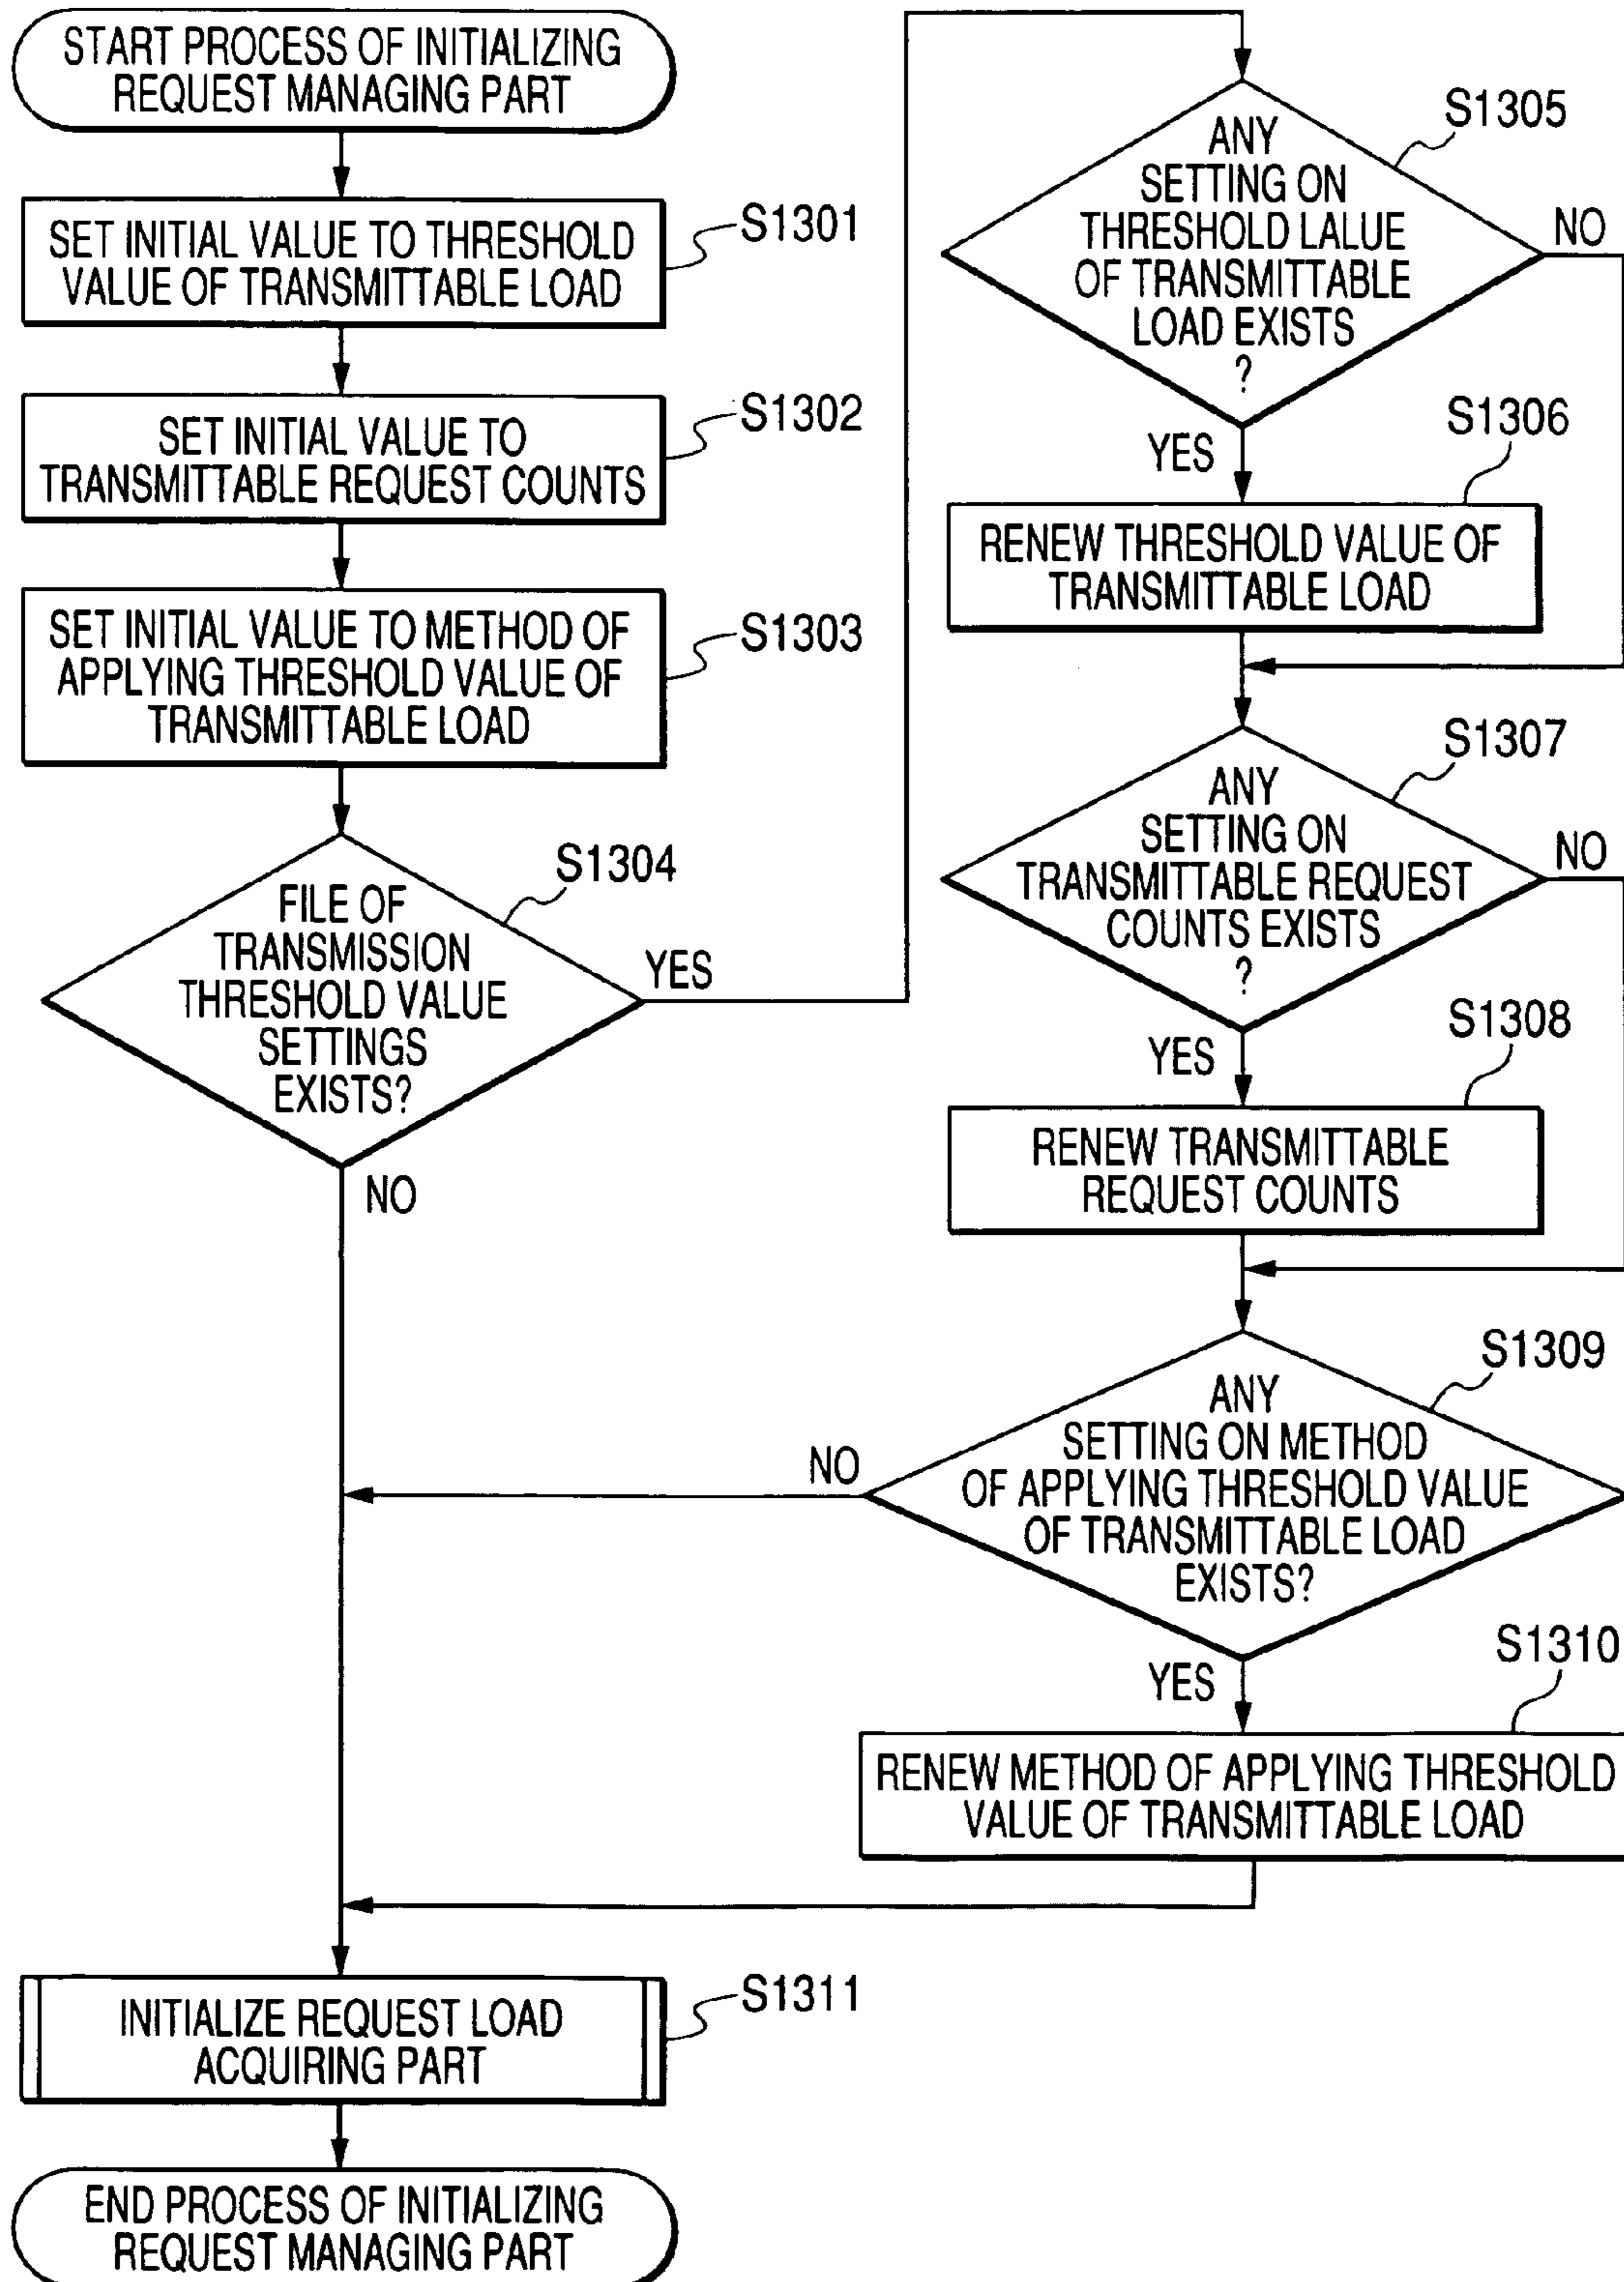 START PROCESS OF INITIALIZING
REQUEST MANAGING PART
SET INITIAL VALUE TO THRESHOLD
VALUE OF TRANSMITTABLE LOAD
S1301
SET INITIAL VALUE TO
TRANSMITTABLE REQUEST COUNTS
S1302
SET INITIAL VALUE TO METHOD OF
APPLYING THRESHOLD VALUE OF
TRANSMITTABLE LOAD
S1303
FILE OF
TRANSMISSION
THRESHOLD VALUE
SETTINGS
EXISTS?
S1304
YES
NO
ANY
SETTING ON
THRESHOLD LALUE
OF TRANSMITTABLE
LOAD EXISTS
?
S1305
NO
YES
S1306
RENEW THRESHOLD VALUE OF
TRANSMITTABLE LOAD
ANY
SETTING ON
TRANSMITTABLE REQUEST
COUNTS EXISTS
?
S1307
NO
YES
S1308
RENEW TRANSMITTABLE
REQUEST COUNTS
ANY
SETTING ON METHOD
OF APPLYING THRESHOLD VALUE
OF TRANSMITTABLE LOAD
EXISTS?
S1309
NO
YES
S1310
RENEW METHOD OF APPLYING THRESHOLD
VALUE OF TRANSMITTABLE LOAD
INITIALIZE REQUEST LOAD
ACQUIRING PART
S1311
END PROCESS OF INITIALIZING
REQUEST MANAGING PART